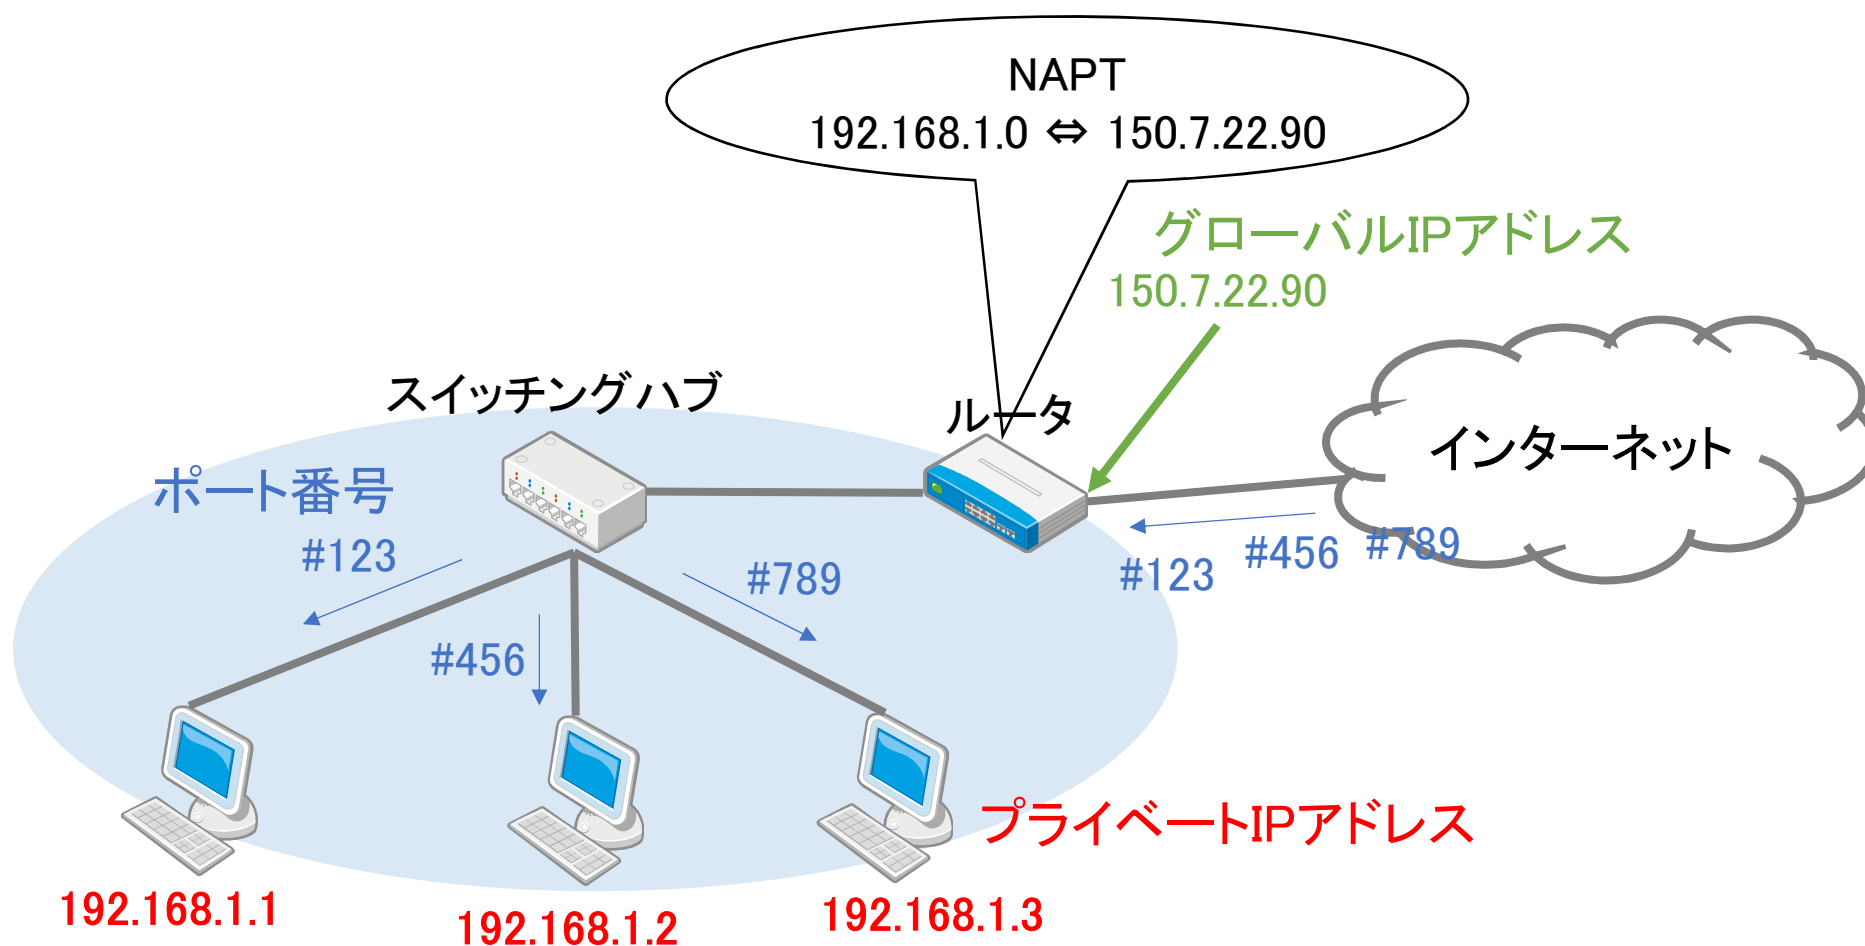 NAPT
192.168.1.0 ⇔ 150.7.22.90
グローバルIPアドレス
150.7.22.90
スイッチングハブ
ルータ
インターネット
ポート番号
#123
#456
#789
#123
#456
#789
プライベートIPアドレス
192.168.1.1
192.168.1.2
192.168.1.3